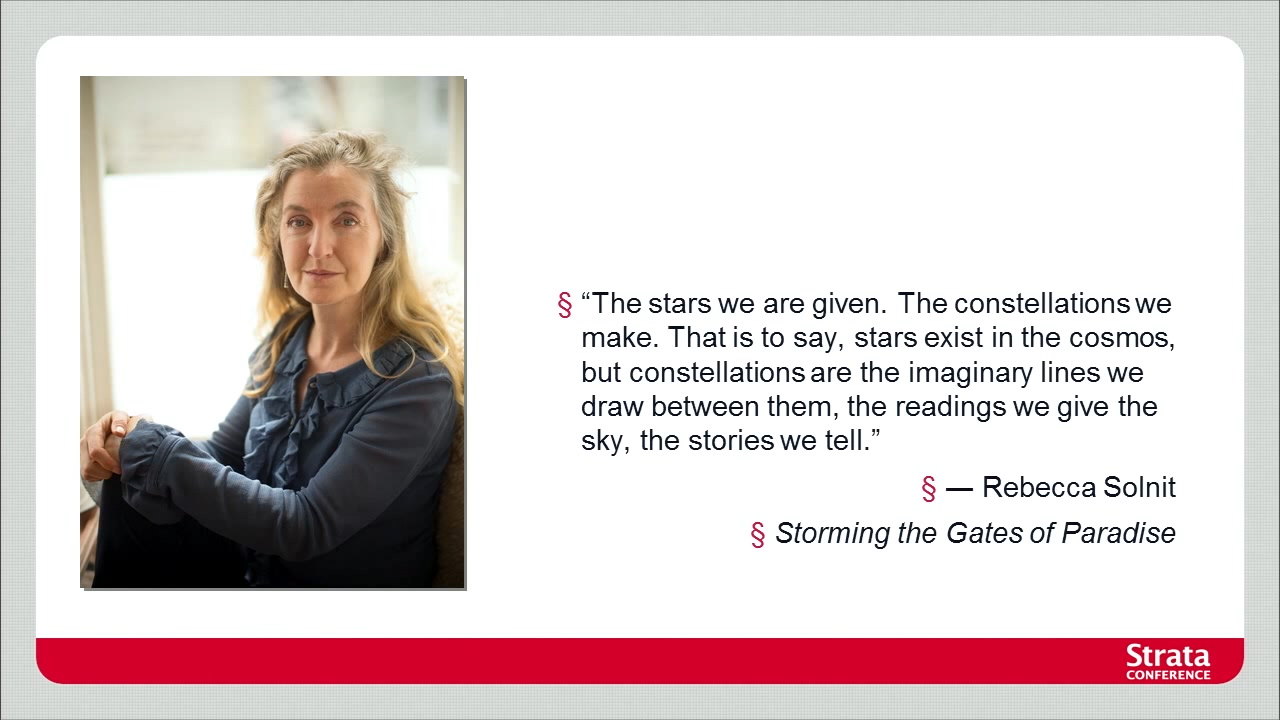 § “The stars we are given. The constellations we
make. That is to say, stars exist in the cosmos,
but constellations are the imaginary lines we
draw between them, the readings we give the
sky, the stories we tell.”
§ — Rebecca Solnit
§ Storming the Gates of Paradise
Strata
CONFERENCE